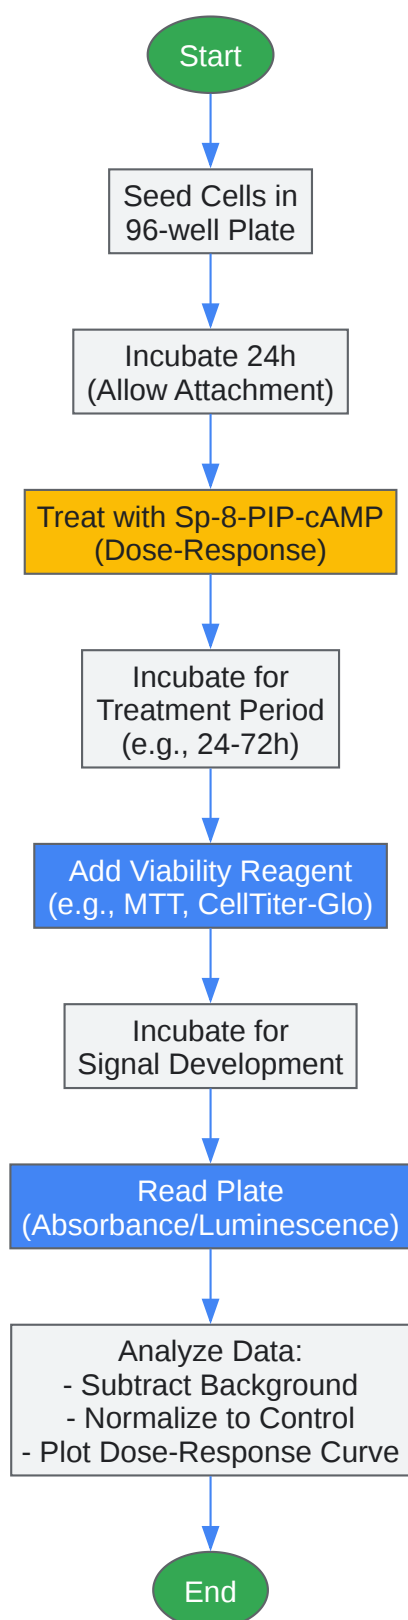 Start
Seed Cells in
96-well Plate
Incubate 24h
(Allow Attachment)
Treat with Sp-8-PIP-cAMP
(Dose-Response)
Incubate for
Treatment Period
(e.g., 24-72h)
Add Viability Reagent
(e.g., MTT, CellTiter-Glo)
Incubate for
Signal Development
Read Plate
(Absorbance/Luminescence)
Analyze Data:
- Subtract Background
- Normalize to Control
- Plot Dose-Response Curve
End